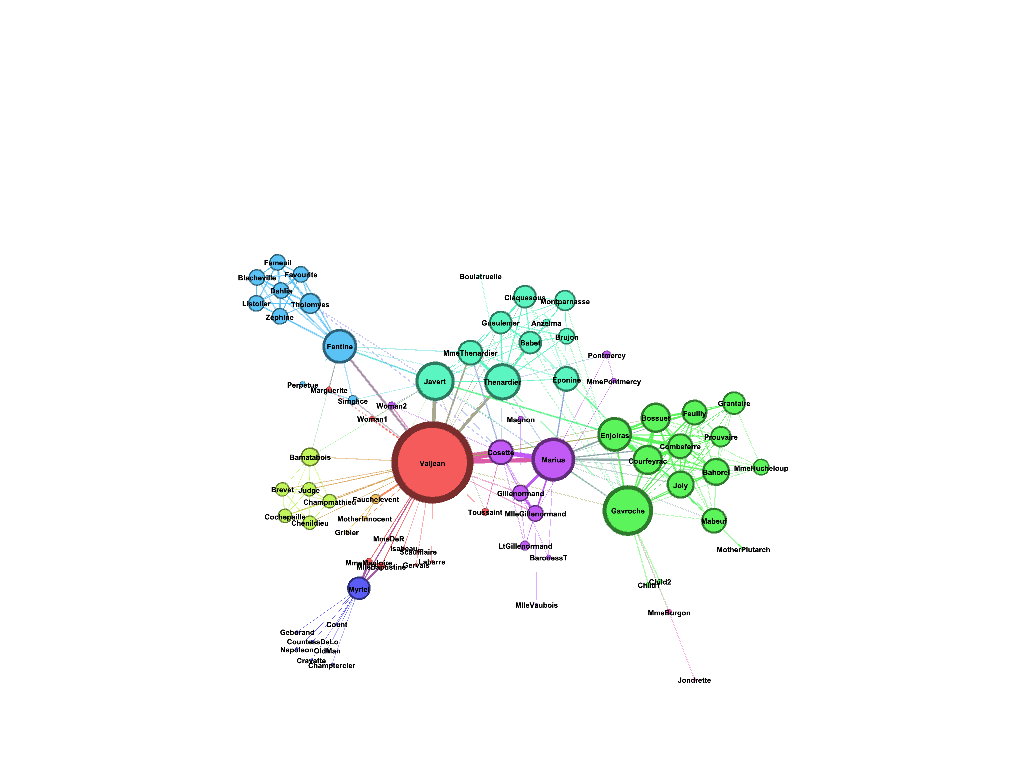 Fameuil
Favourite
Blacheville
Dahlia
Listolier
Tholomyes
Zephine
Fantine
Boulatruelle
Claquesous
Montparnasse
Gueulemer
Anzelma
Babet
Brujon
MmeThenardier
Pontmercy
Javert
Thenardier
Eponine
MmePontmercy
Perpetue
Marguerite
Simplice
Woman2
Woman1
Magnon
Grantaire
Feuilly
Bossuet
Enjolras
Prouvaire
Combeferre
Courfeyrac
MmeHucheloup
Bahorel
Joly
Gavroche
Mabeuf
MotherPlutarch
Bamatabois
Valjean
Cosette
Marius
Brevet
Judge
Champmathieu
Fauchelevent
Cochepaille
Chenildieu
MotherInnocent
Gribier
Gillenormand
MlleGillenormand
Toussaint
MmeDeR
Isabeau
Scaufflaire
Labarre
Gervais
MlleBaptistine
LtGillenormand
BaronessT
Myriel
Child1
Child2
MlleVaubois
MmeBurgon
Count
Geborand
CountessDeLo
Napoleon
OldMan
Cravatte
Champtercier
Jondrette